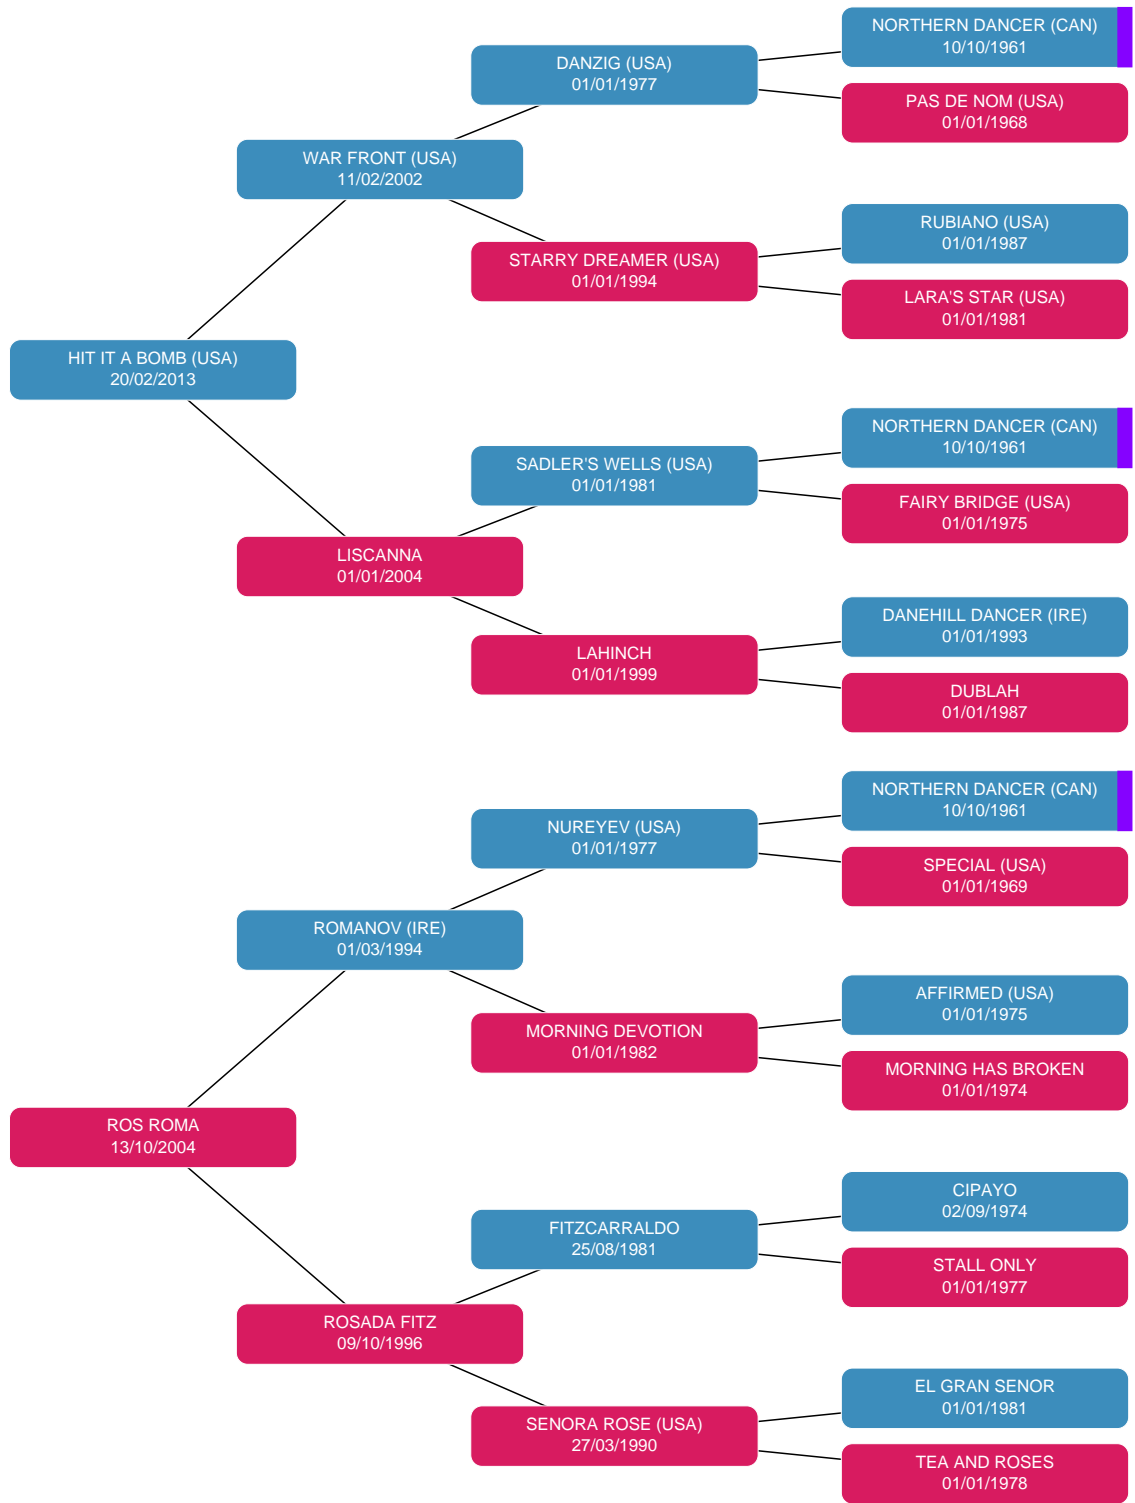 NORTHERN DANCER (CAN)
10/10/1961
DANZIG (USA)
01/01/1977
PAS DE NOM (USA)
01/01/1968
WAR FRONT (USA)
11/02/2002
RUBIANO (USA)
01/01/1987
STARRY DREAMER (USA)
01/01/1994
LARA'S STAR (USA)
01/01/1981
HIT IT A BOMB (USA)
20/02/2013
NORTHERN DANCER (CAN)
10/10/1961
SADLER'S WELLS (USA)
01/01/1981
FAIRY BRIDGE (USA)
01/01/1975
LISCANNA
01/01/2004
DANEHILL DANCER (IRE)
01/01/1993
LAHINCH
01/01/1999
DUBLAH
01/01/1987
NORTHERN DANCER (CAN)
10/10/1961
NUREYEV (USA)
01/01/1977
SPECIAL (USA)
01/01/1969
ROMANOV (IRE)
01/03/1994
AFFIRMED (USA)
01/01/1975
MORNING DEVOTION
01/01/1982
MORNING HAS BROKEN
01/01/1974
ROS ROMA
13/10/2004
CIPAYO
02/09/1974
FITZCARRALDO
25/08/1981
STALL ONLY
01/01/1977
ROSADA FITZ
09/10/1996
EL GRAN SENOR
01/01/1981
SENORA ROSE (USA)
27/03/1990
TEA AND ROSES
01/01/1978